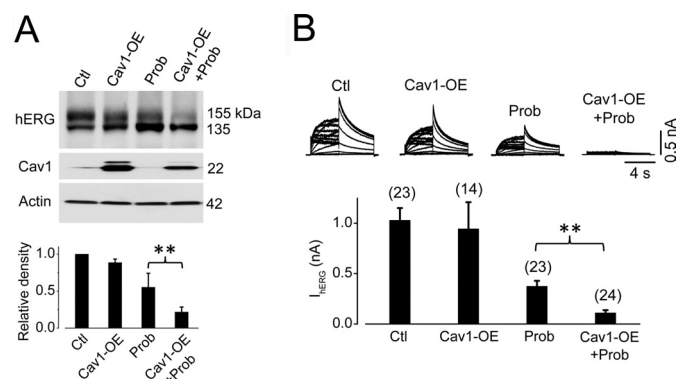 A
Ctl
Cav1-OE
Prob
Cav1-OE
+Prob
hERG
155 kDa
135
Cav1
22
Actin
42
Relative density
1.0
0.5
0.0
**
Ctl
Cav1-OE
Prob
Cav1-OE
+Prob
B
Ctl
Cav1-OE
Prob
Cav1-OE
+Prob
0.5 nA
4 s
IhERG (nA)
1.0
0.5
0.0
(23)
(14)
(23)
**
(24)
Ctl
Cav1-OE
Prob
Cav1-OE
+Prob